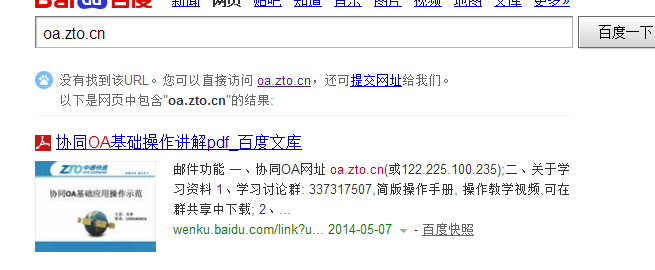 Bai 百度 新闻 网页 贴吧 知道 音乐 图片 视频 地图 文库 更多»
oa.zto.cn
百度一下
没有找到该URL。您可以直接访问 oa.zto.cn，还可提交网址给我们。
以下是网页中包含"oa.zto.cn"的结果:
协同OA基础操作讲解pdf_百度文库
ZTO 中通快递
协同OA基础应用操作示范
邮件功能 一、协同OA网址 oa.zto.cn(或122.225.100.235);二、关于学
习资料 1、学习讨论群: 337317507,简版操作手册, 操作教学视频,可在
群共享中下载; 2、...
wenku.baidu.com/link?u... 2014-05-07 - 百度快照